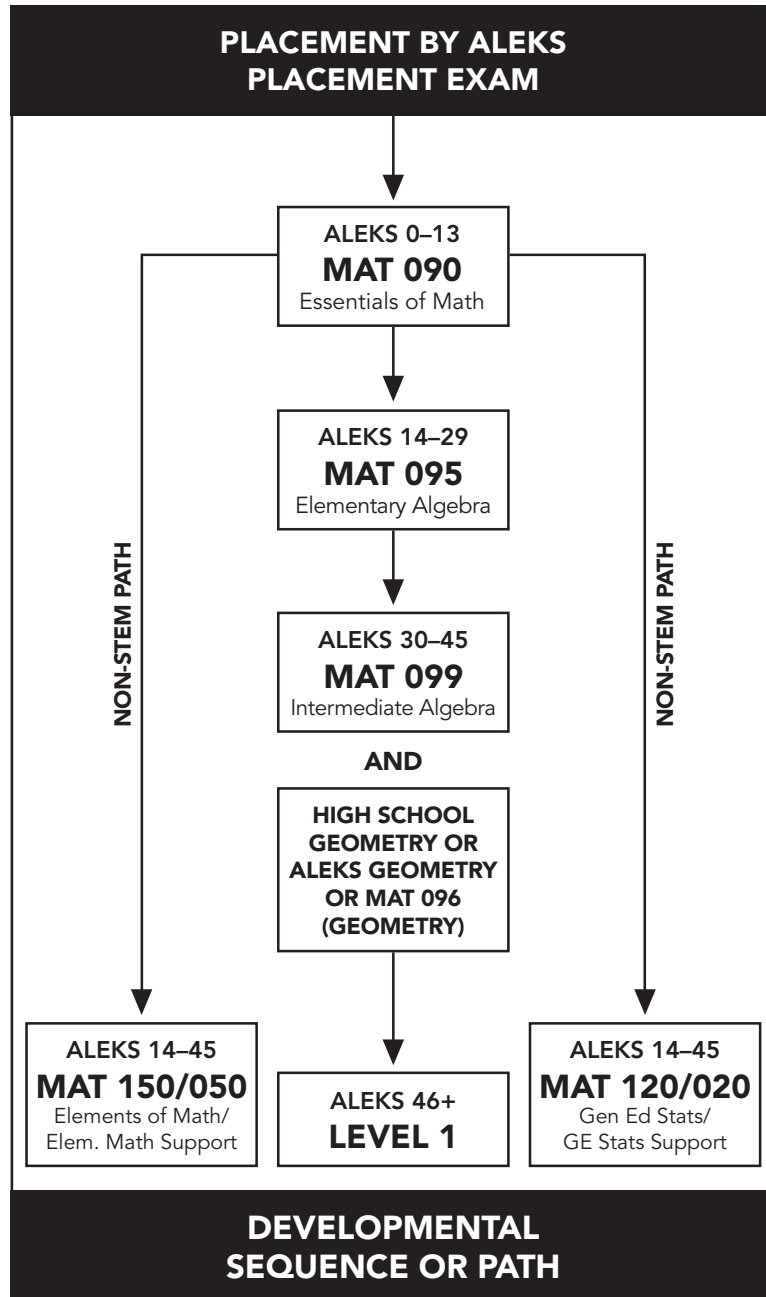 PLACEMENT BY ALEKS
PLACEMENT EXAM
ALEKS 0–13
MAT 090
Essentials of Math
ALEKS 14–29
MAT 095
Elementary Algebra
NON-STEM PATH
NON-STEM PATH
ALEKS 30–45
MAT 099
Intermediate Algebra
AND
HIGH SCHOOL
GEOMETRY OR
ALEKS GEOMETRY
OR MAT 096
(GEOMETRY)
ALEKS 14–45
MAT 150/050
Elements of Math/
Elem. Math Support
ALEKS 46+
LEVEL 1
ALEKS 14–45
MAT 120/020
Gen Ed Stats/
GE Stats Support
DEVELOPMENTAL
SEQUENCE OR PATH